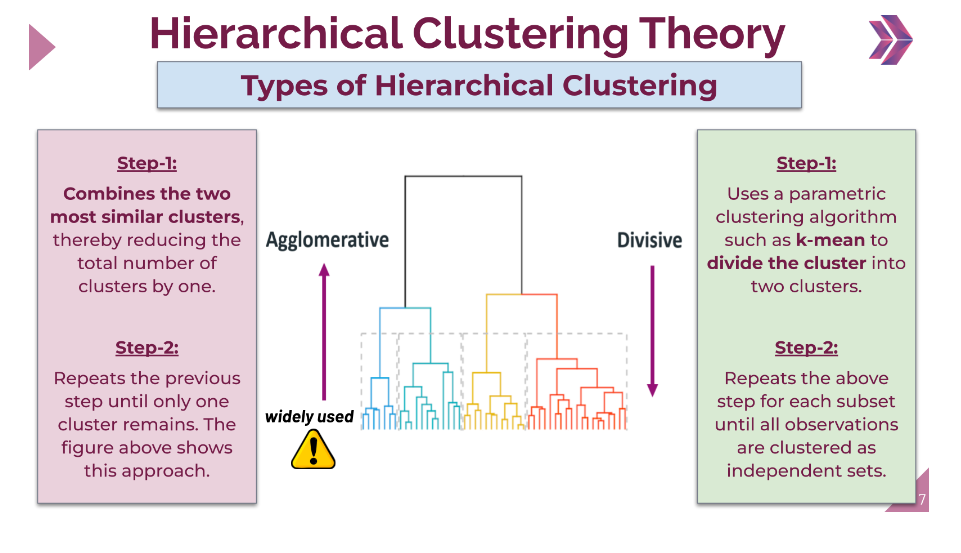 Hierarchical Clustering Theory
Types of Hierarchical Clustering
Step-1:
Combines the two
most similar clusters,
thereby reducing the
total number of
clusters by one.
Step-2:
Repeats the previous
step until only one
cluster remains. The
figure above shows
this approach.
Agglomerative
widely used
Divisive
Step-1:
Uses a parametric
clustering algorithm
such as k-mean to
divide the cluster into
two clusters.
Step-2:
Repeats the above
step for each subset
until all observations
are clustered as
independent sets.
7